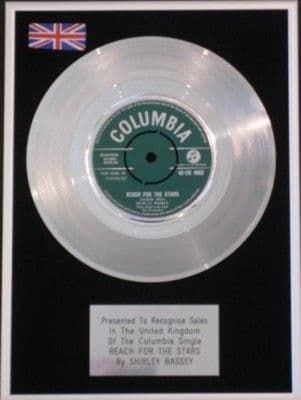 COLUMBIA
REACH FOR THE STARS
SHIRLEY BASSEY
Presented To Recognise Sales
In The United Kingdom
Of The Columbia Single
REACH FOR THE STARS
By SHIRLEY BASSEY